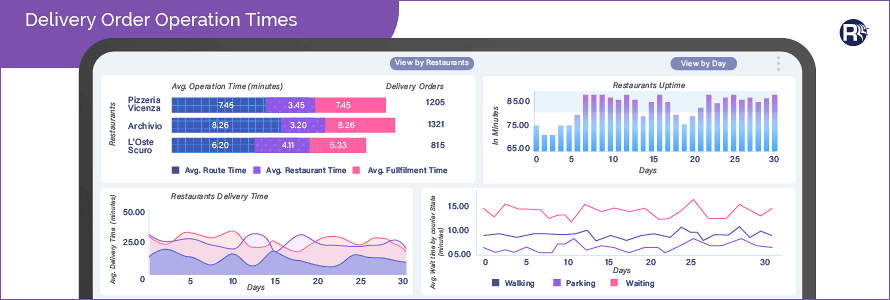 Delivery Order Operation Times
R
View by Restaurants
View by Day
Avg. Operation Time (minutes)
Delivery Orders
Restaurants
Pizzeria
Vicenza
7.45
3.45
7.45
1205
Archivio
8.26
3.20
8.26
1321
L'Oste
Scuro
6.20
4.11
5.33
815
Avg. Route Time
Avg. Restaurant Time
Avg. Fullfilment Time
Restaurants Uptime
In Minutes
85.00
75.00
65.00
0 5 10 15 20 25 30
Days
Restaurants Delivery Time
Avg. Delivery Time (minutes)
50.00
25.00
0
5 10 15 20 25 30
Days
Avg. Wait time by courier State
(minutes)
15.00
10.00
05.00
0 5 10 15 20 25 30
Days
Walking
Parking
Waiting